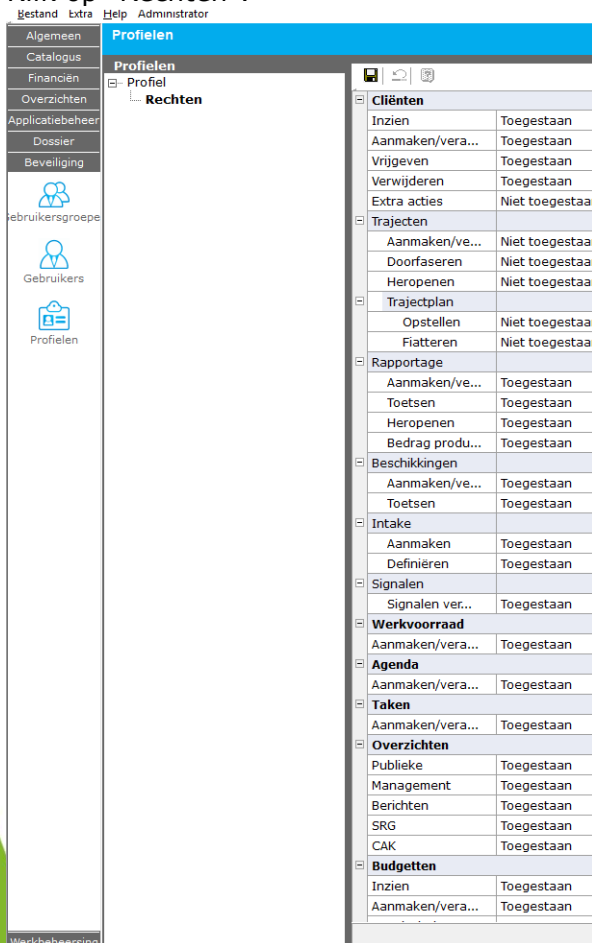 Klik op "Rechten".
Bestand Extra Help Administrator
Algemeen
Catalogus
Financiën
Overzichten
Applicatiebeheer
Dossier
Beveiliging
Gebruikersgroepe
Gebruikers
Profielen
Werkbeheersing
Profielen
Profielen
Profiel
Rechten
Cliënten
Inzien Toegestaan
Aanmaken/vera... Toegestaan
Vrijgeven Toegestaan
Verwijderen Toegestaan
Extra acties Niet toegestaa
Trajecten
Aanmaken/ve... Niet toegestaa
Doorfaseren Niet toegestaa
Heropenen Niet toegestaa
Trajectplan
Opstellen Niet toegestaa
Fiatteren Niet toegestaa
Rapportage
Aanmaken/ve... Toegestaan
Toetsen Toegestaan
Heropenen Toegestaan
Bedrag produ... Toegestaan
Beschikkingen
Aanmaken/ve... Toegestaan
Toetsen Toegestaan
Intake
Aanmaken Toegestaan
Definiëren Toegestaan
Signalen
Signalen ver... Toegestaan
Werkvoorraad
Aanmaken/vera... Toegestaan
Agenda
Aanmaken/vera... Toegestaan
Taken
Aanmaken/vera... Toegestaan
Overzichten
Publieke Toegestaan
Management Toegestaan
Berichten Toegestaan
SRG Toegestaan
CAK Toegestaan
Budgetten
Inzien Toegestaan
Aanmaken/vera... Toegestaan